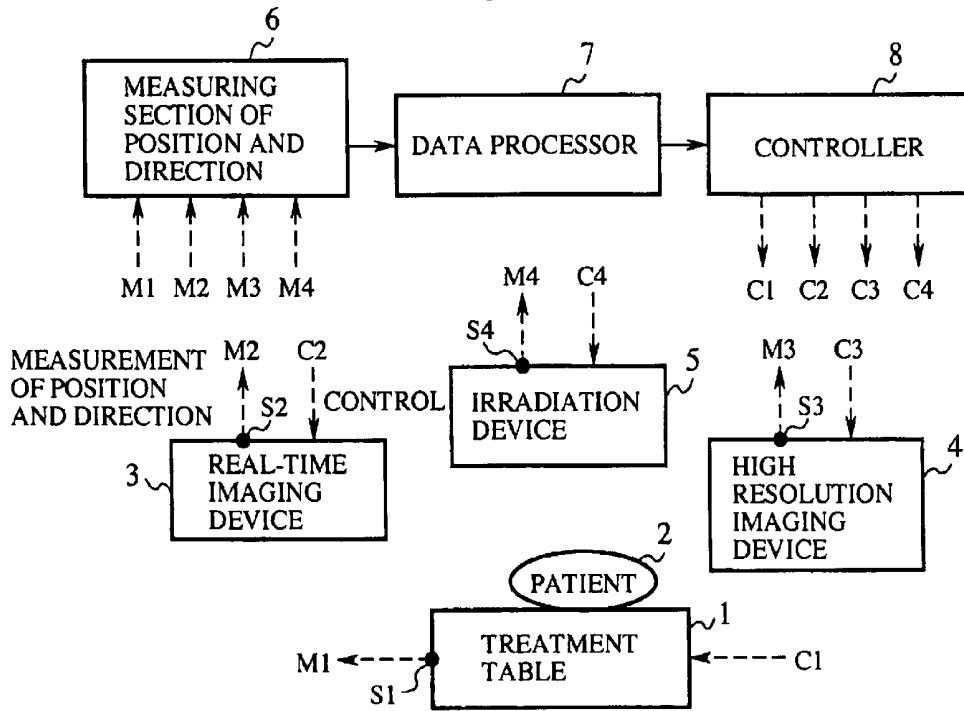 6
7
8
MEASURING
SECTION OF
POSITION AND
DIRECTION
DATA PROCESSOR
CONTROLLER
M1 M2 M3 M4
M4 C4
C1 C2 C3 C4
MEASUREMENT
OF POSITION
AND DIRECTION
M2 C2
S2
CONTROL
S4
5
IRRADIATION
DEVICE
M3 C3
S3
3
REAL-TIME
IMAGING
DEVICE
4
HIGH
RESOLUTION
IMAGING
DEVICE
2
PATIENT
1
TREATMENT
TABLE
M1
S1
C1